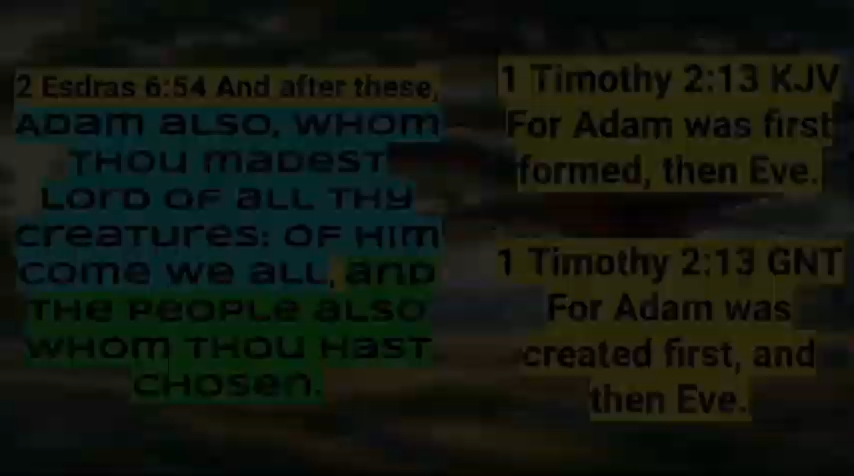 2 Esdras 6:54 And after these,
Adam also, whom
thou madest
Lord of all thy
creatures: of him
come we all, and
the people also
whom thou hast
chosen.
1 Timothy 2:13 KJV
For Adam was first
formed, then Eve.
1 Timothy 2:13 GNT
For Adam was
created first, and
then Eve.